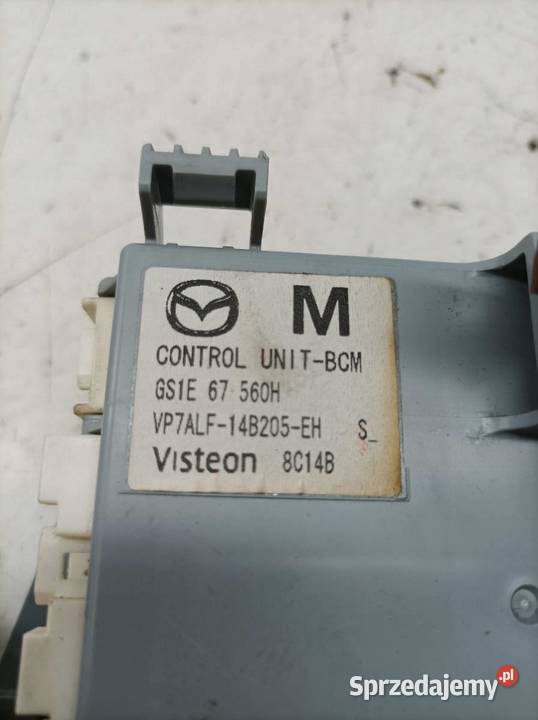 M
CONTROL UNIT-BCM
GS1E 67 560H
VP7ALF-14B205-EH S_
Visteon 8C14B
Sprzedajemy.pl